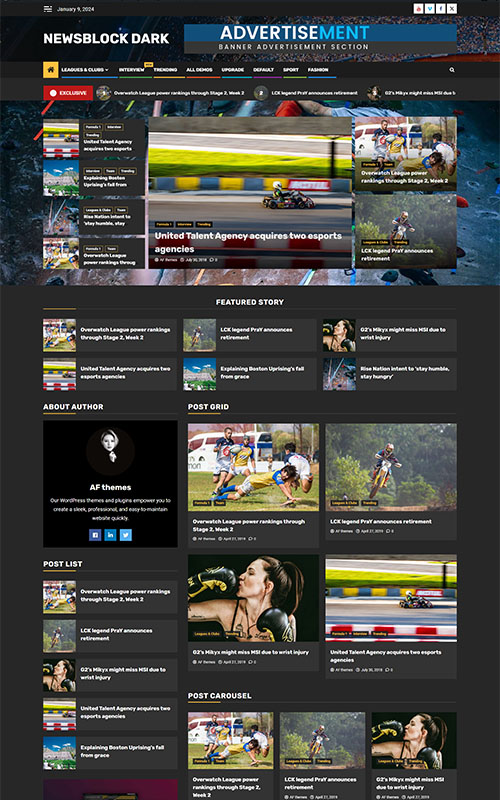 January 9, 2024
NEWSBLOCK DARK
ADVERTISEMENT
BANNER ADVERTISEMENT SECTION
LEAGUES & CLUBS INTERVIEW TRENDING ALL DEMOS UPGRADE DEFAULT SPORT FASHION
EXCLUSIVE
Overwatch League power rankings through Stage 2, Week 2
2
LCK legend PraY announces retirement
G2's Mikyx might miss MSI due to
Formula 1 Interview
Trending
United Talent Agency
acquires two esports
Interview Team Trending
Explaining Boston
Uprising's fall from
Leagues & Clubs Team
Rise Nation intent to
'stay humble, stay
Formula 1 Team
Overwatch League
power rankings throug
Formula 1 Interview Trending
United Talent Agency acquires two esports
agencies
AF themes July 30, 2018 0
Formula 1 Team
Overwatch League power
rankings through Stage 2, Week 2
Leagues & Clubs Trending
LCK legend PraY announces
retirement
FEATURED STORY
Overwatch League power rankings
through Stage 2, Week 2
LCK legend PraY announces
retirement
G2's Mikyx might miss MSI due to
wrist injury
United Talent Agency acquires two
esports agencies
Explaining Boston Uprising's fall
from grace
Rise Nation intent to 'stay humble,
stay hungry'
ABOUT AUTHOR
AF themes
Our WordPress themes and plugins empower you to
create a sleek, professional, and easy-to-maintain
website quickly.
POST LIST
Overwatch League power rankings
through Stage 2, Week 2
LCK legend PraY announces
retirement
G2's Mikyx might miss MSI due to
wrist injury
United Talent Agency acquires two
esports agencies
Explaining Boston Uprising's fall
from grace
POST GRID
Formula 1 Team
Overwatch League power rankings through
Stage 2, Week 2
AF themes April 27, 2019 0
Leagues & Clubs Trending
LCK legend PraY announces retirement
AF themes April 27, 2019 0
Leagues & Clubs Trending
G2's Mikyx might miss MSI due to wrist injury
AF themes April 27, 2019 0
Formula 1 Interview Trending
United Talent Agency acquires two esports
agencies
AF themes July 30, 2018 0
POST CAROUSEL
Formula 1 Team
Overwatch League power
rankings through Stage 2,
Week 2
AF themes April 27, 2019
Leagues & Clubs Trending
LCK legend PraY announces
retirement
AF themes April 27, 2019
Leagues & Clubs Trending
G2's Mikyx might miss MSI
due to wrist injury
AF themes April 27, 2019